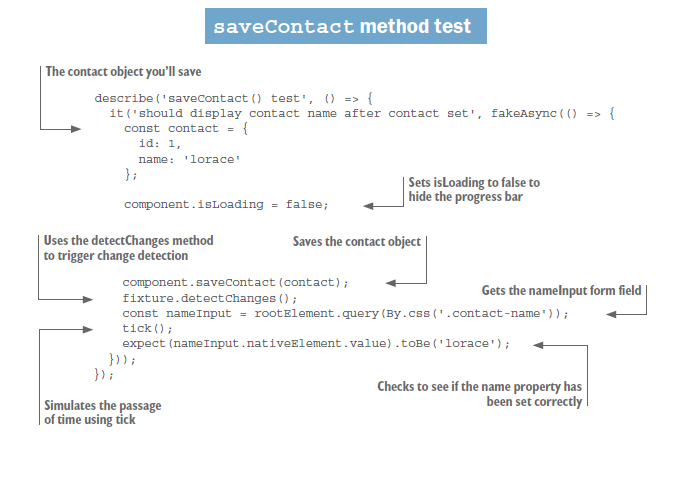 saveContact method test
The contact object you'll save
describe('saveContact() test', () => {
it('should display contact name after contact set', fakeAsync(() => {
const contact = {
id: 1,
name: 'lorace'
};
Sets isLoading to false to
hide the progress bar
component.isLoading = false;
Uses the detectChanges method
to trigger change detection
Saves the contact object
component.saveContact(contact);
Gets the nameInput form field
fixture.detectChanges();
const nameInput = rootElement.query(By.css('.contact-name'));
tick();
expect(nameInput.nativeElement.value).toBe('lorace');
}));
});
Checks to see if the name property has
been set correctly
Simulates the passage
of time using tick